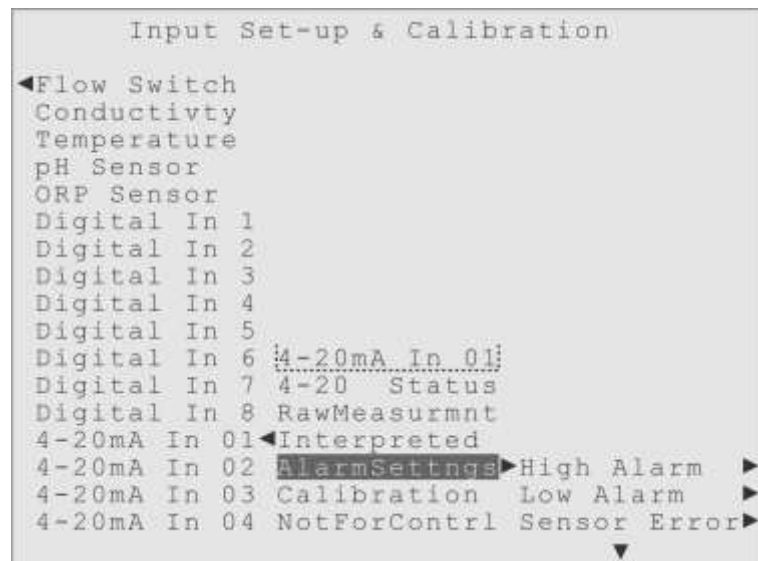 Input Set-up & Calibration
◄Flow Switch
Conductivty
Temperature
pH Sensor
ORP Sensor
Digital In 1
Digital In 2
Digital In 3
Digital In 4
Digital In 5
Digital In 6 4-20mA In 01
Digital In 7 4-20 Status
Digital In 8 RawMeasurmnt
4-20mA In 01◄Interpreted
4-20mA In 02 AlarmSettngs►High Alarm ►
4-20mA In 03 Calibration Low Alarm ►
4-20mA In 04 NotForContrl Sensor Error►
▼